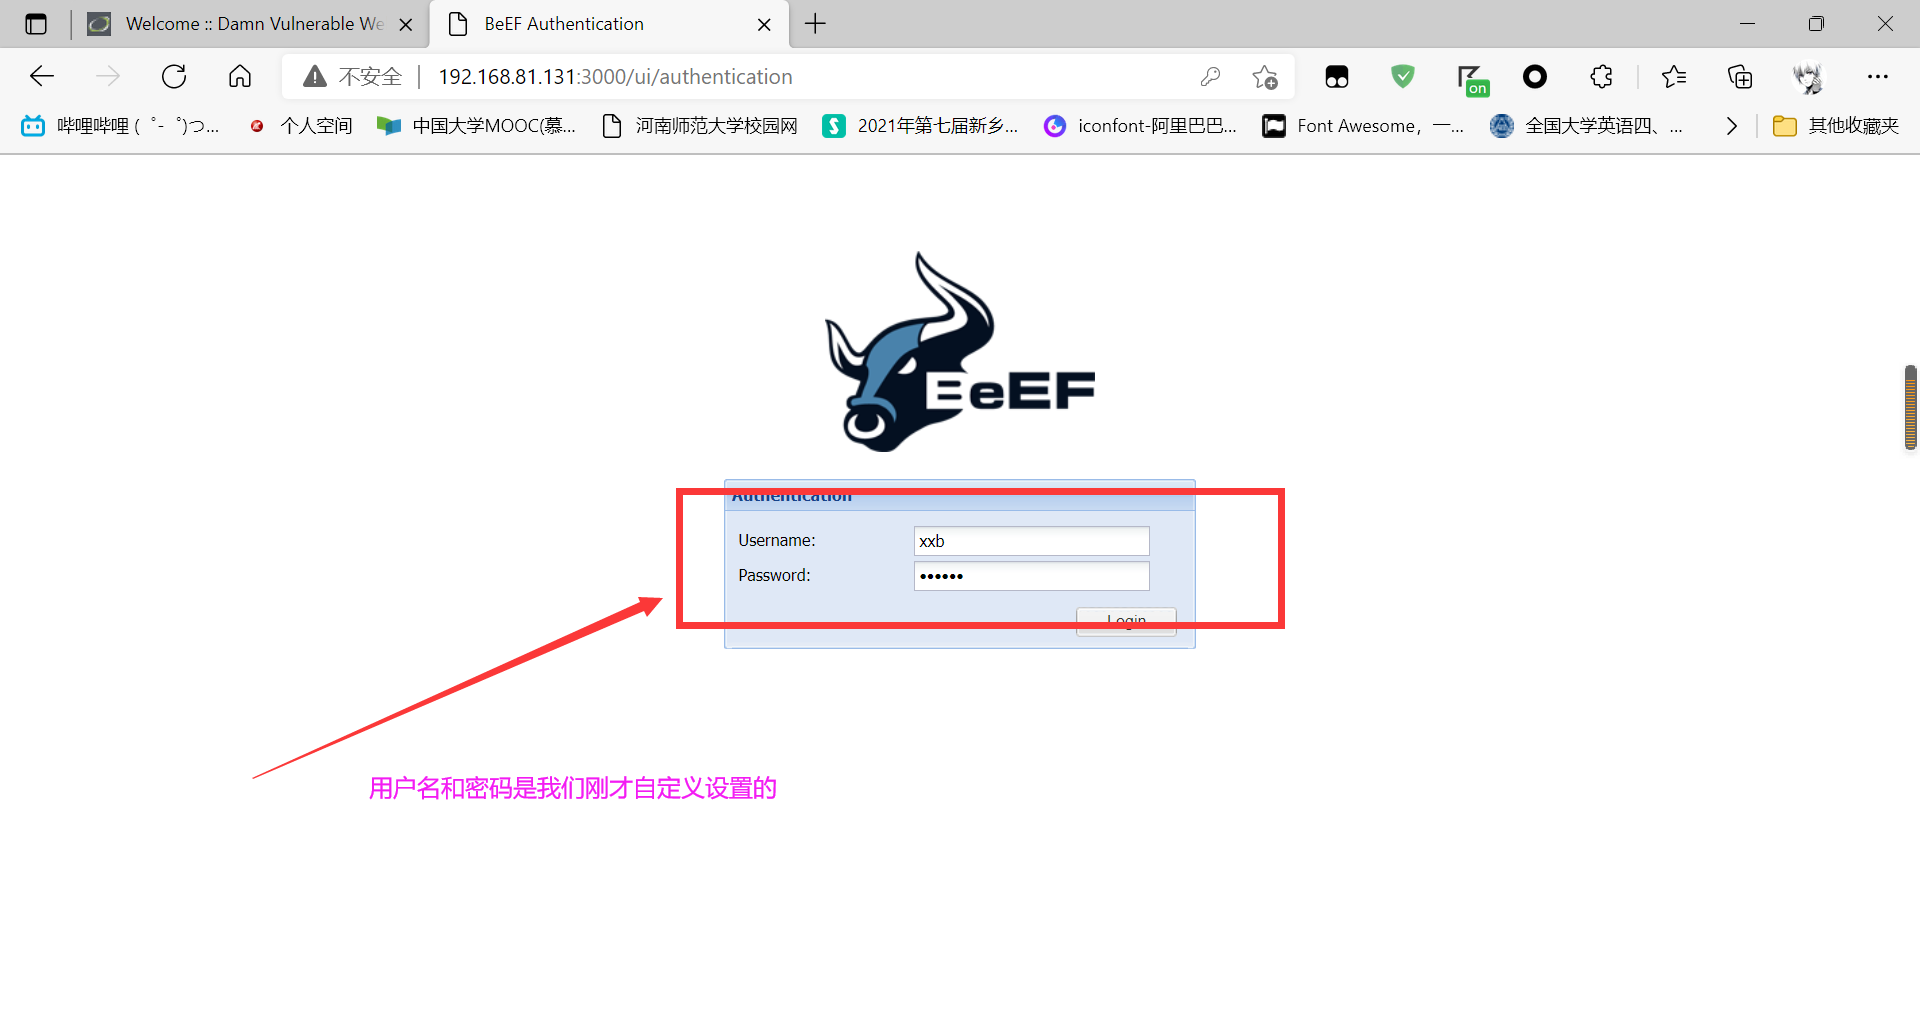 Welcome :: Damn Vulnerable We
BeEF Authentication
不安全
192.168.81.131:3000/ui/authentication
on
哔哩哔哩 ( ゜- ゜)つ...
个人空间
中国大学MOOC(慕...
河南师范大学校园网
2021年第七届新乡...
iconfont-阿里巴巴...
Font Awesome，一...
全国大学英语四、...
其他收藏夹
BeEF
Authentication
Username:
xxb
Password:
••••••
Login
用户名和密码是我们刚才自定义设置的